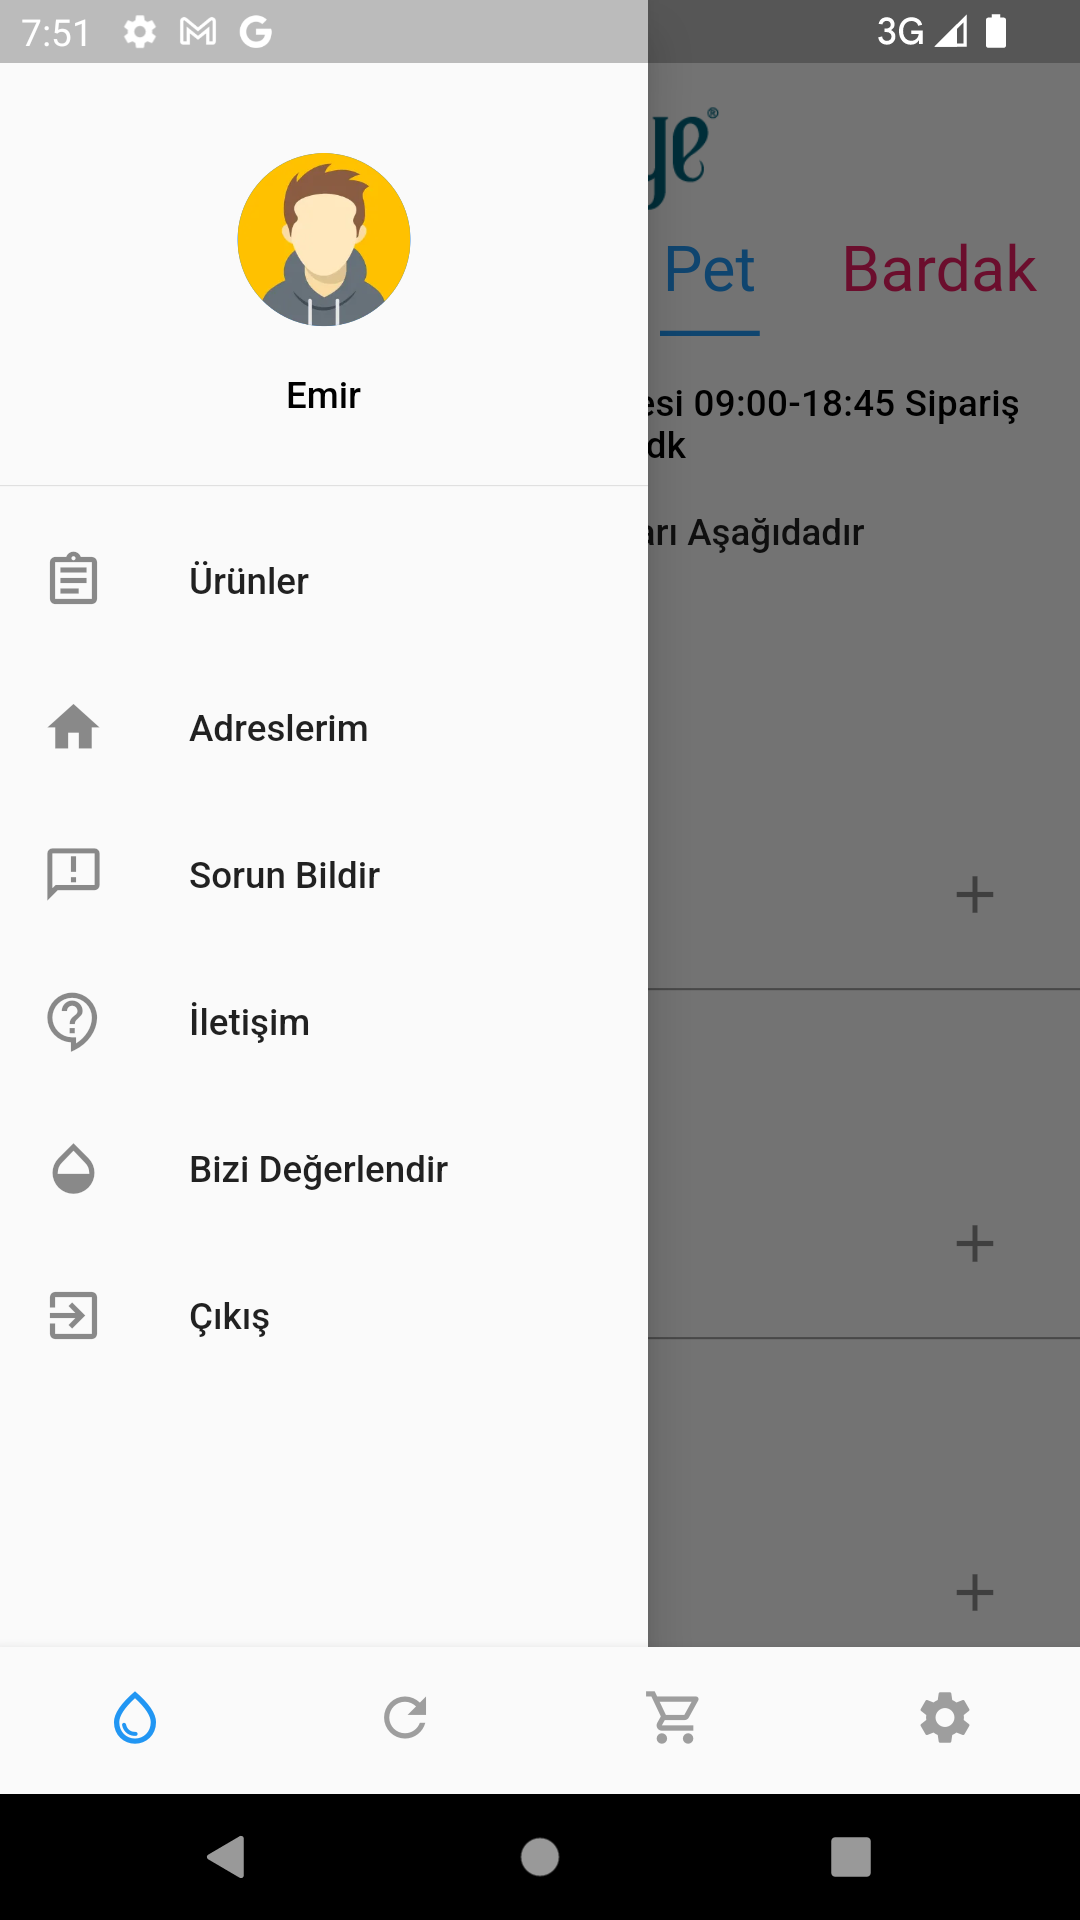 7:51
3G
ye®
Pet
Bardak
Emir
esi 09:00-18:45 Sipariş
dk
arı Aşağıdadır
Ürünler
Adreslerim
Sorun Bildir
İletişim
Bizi Değerlendir
Çıkış